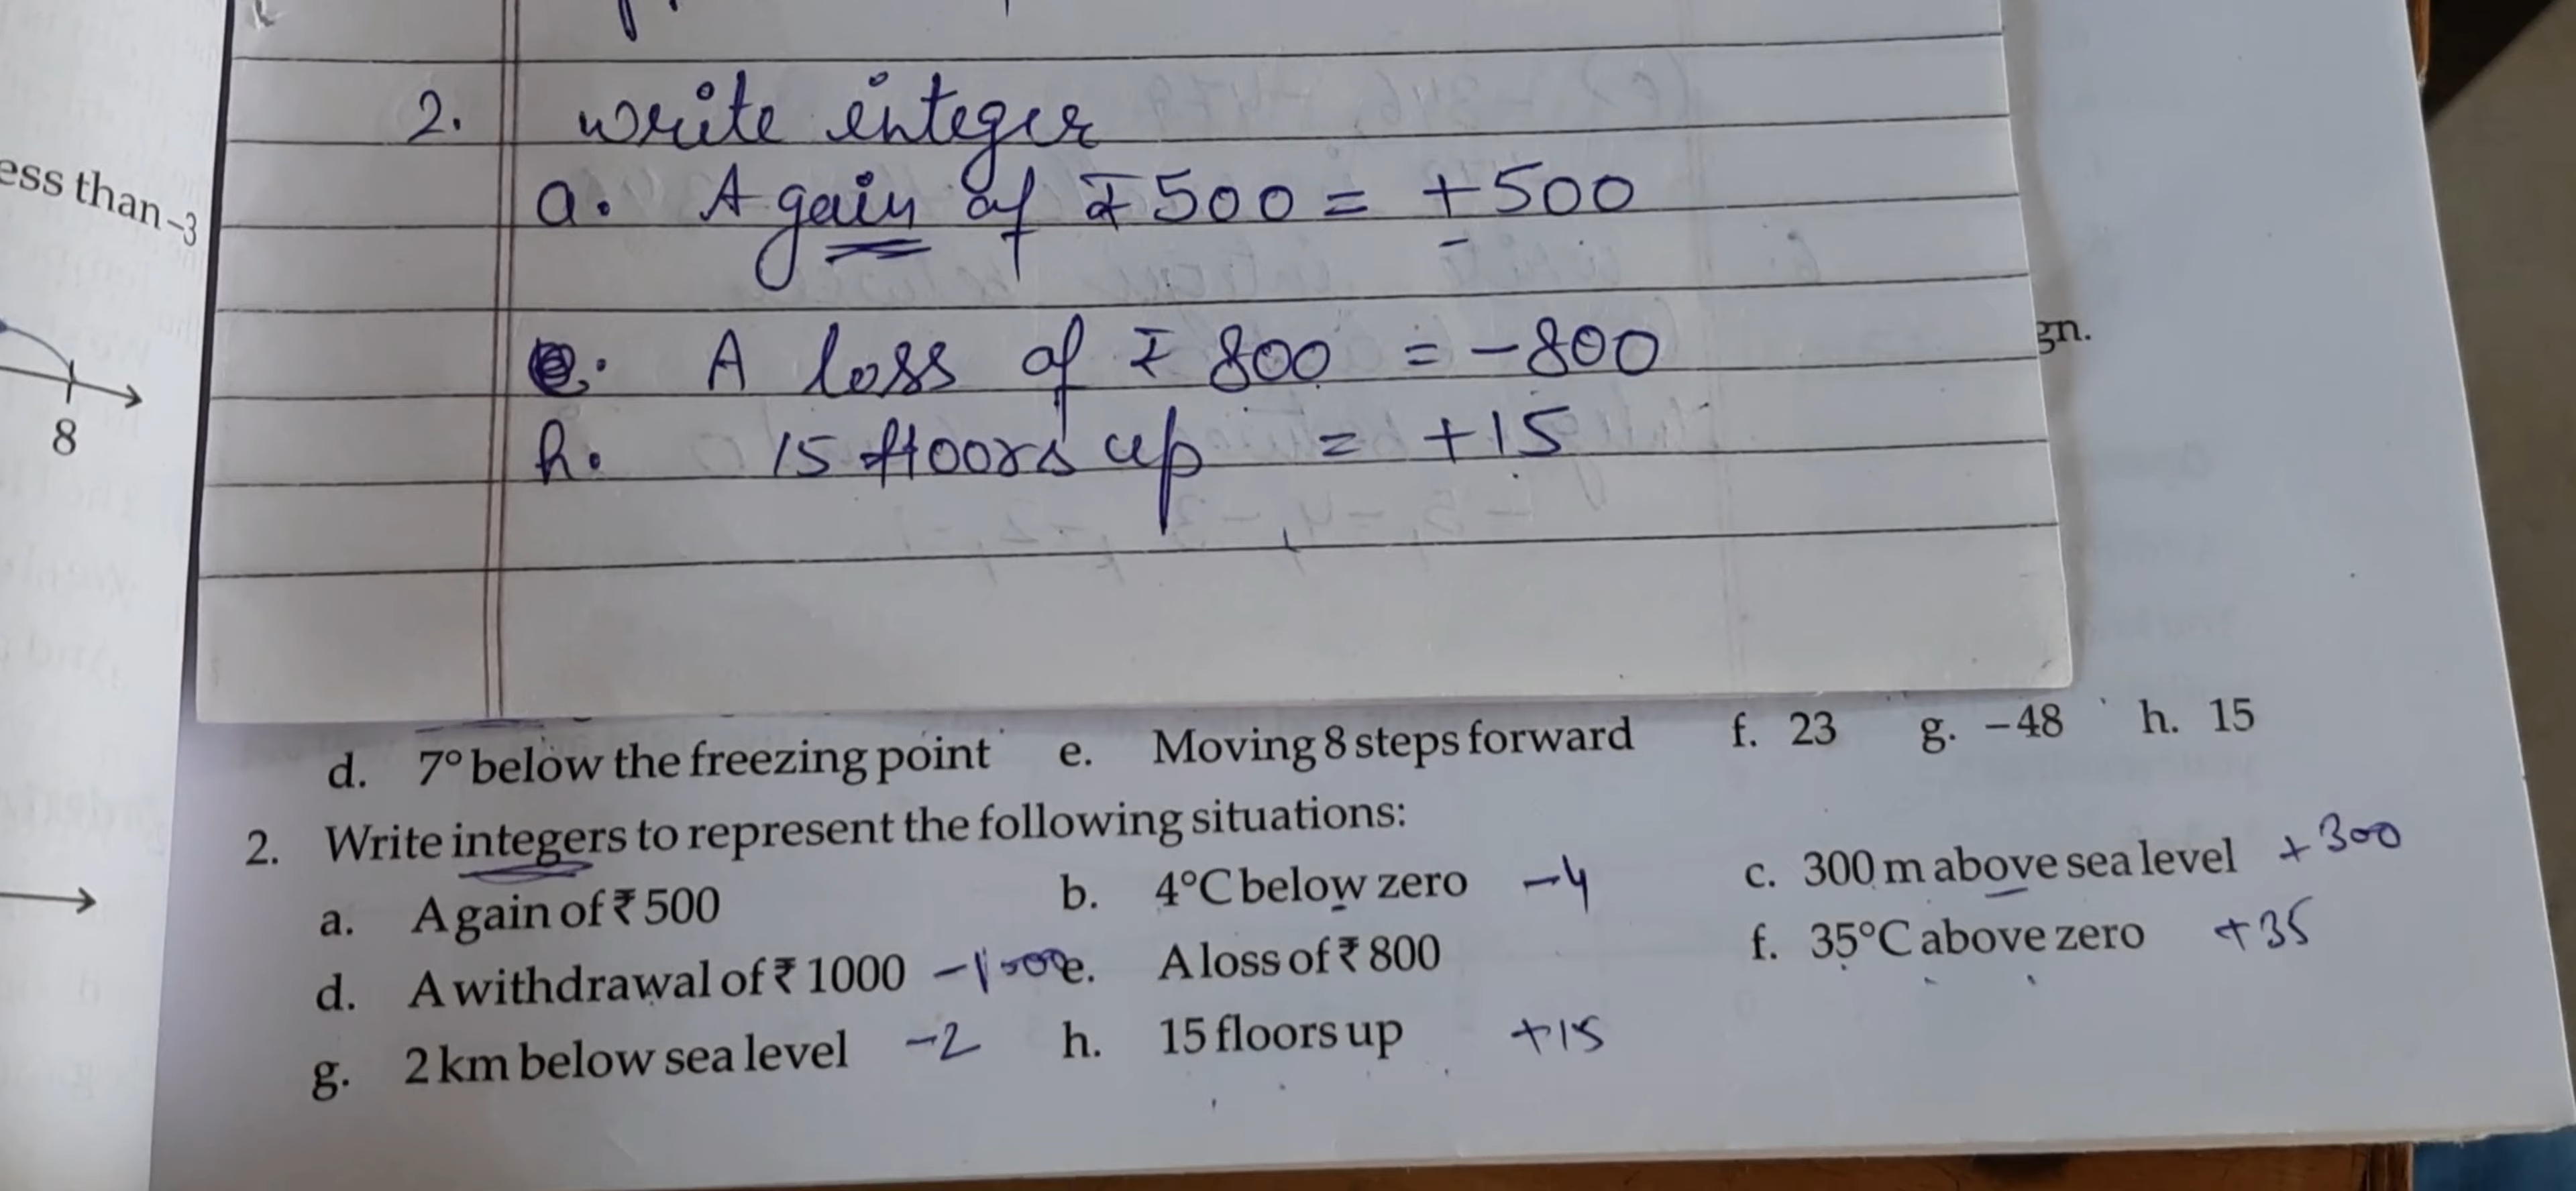 ess than -3
8
2. write integer
a. A gain of ₹ 500 = +500
e. A loss of ₹ 800 = -800
h. 15 floors up = +15
gn.
d. 7° below the freezing point e. Moving 8 steps forward f. 23 g. -48 h. 15
2. Write integers to represent the following situations:
a. A gain of ₹ 500 b. 4°C below zero -4 c. 300 m above sea level +300
d. A withdrawal of ₹ 1000 -1000 e. A loss of ₹ 800 f. 35°C above zero +35
g. 2 km below sea level -2 h. 15 floors up +15